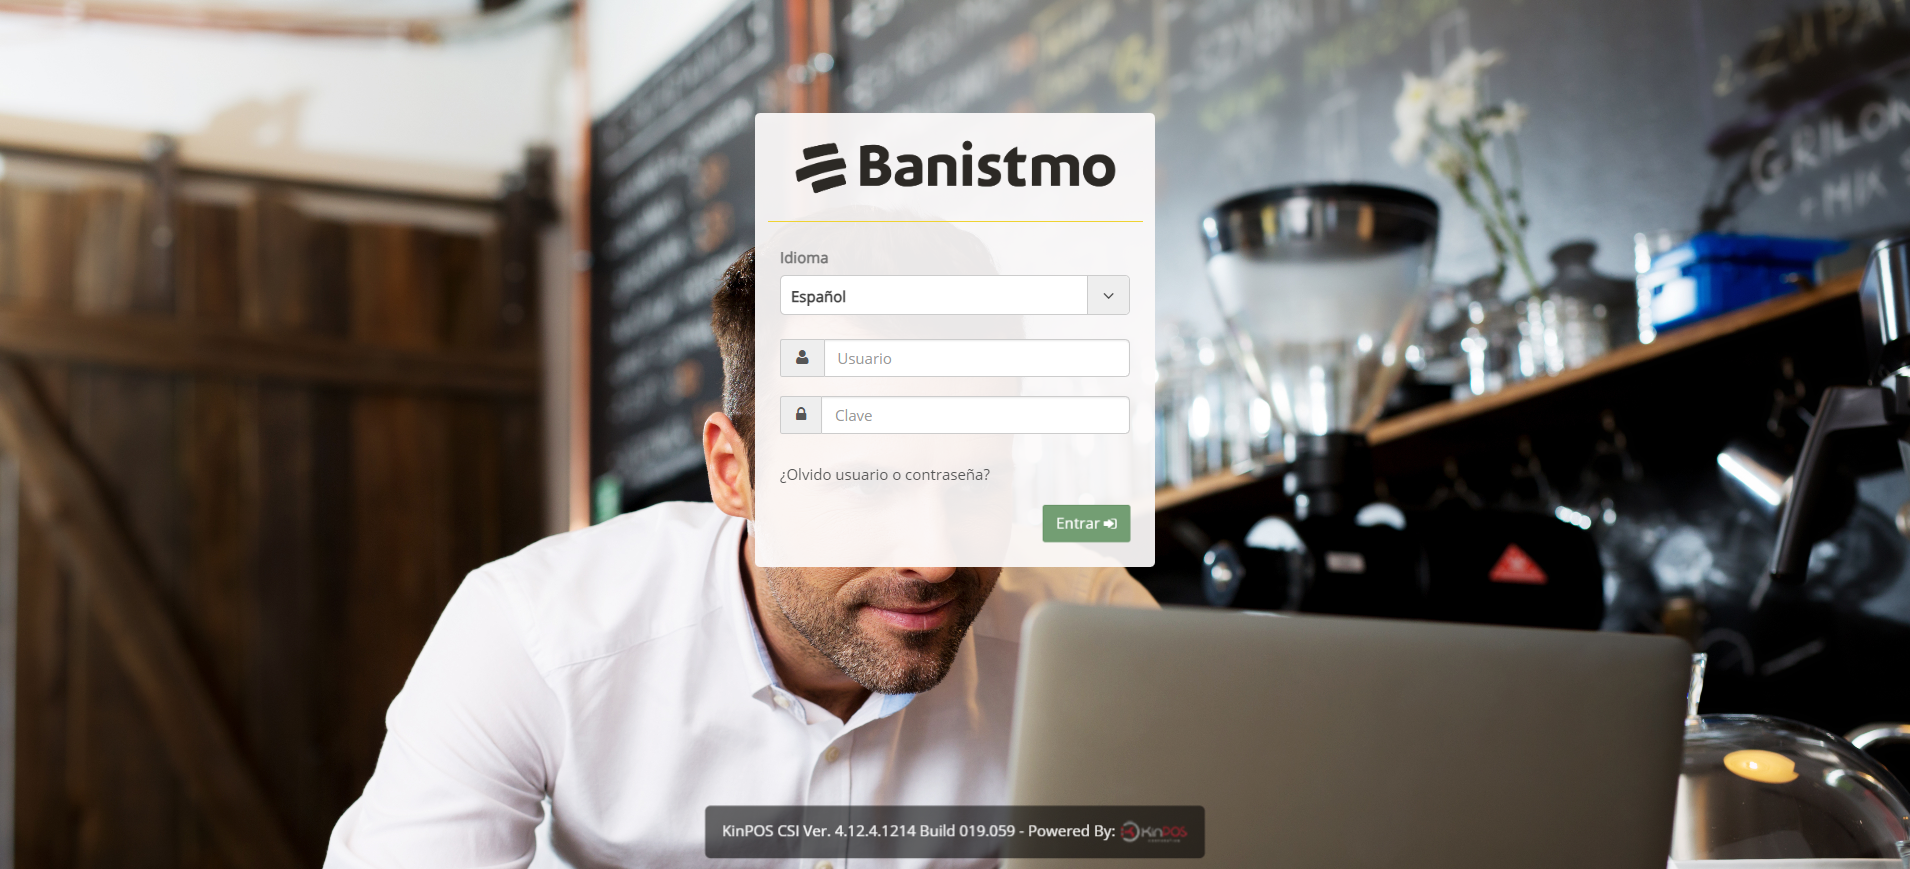 Banistmo
Idioma
Español
Usuario
Clave
¿Olvido usuario o contraseña?
Entrar
GRILON
KinPOS CSI Ver. 4.12.4.1214 Build 019.059 - Powered By: KinPOS